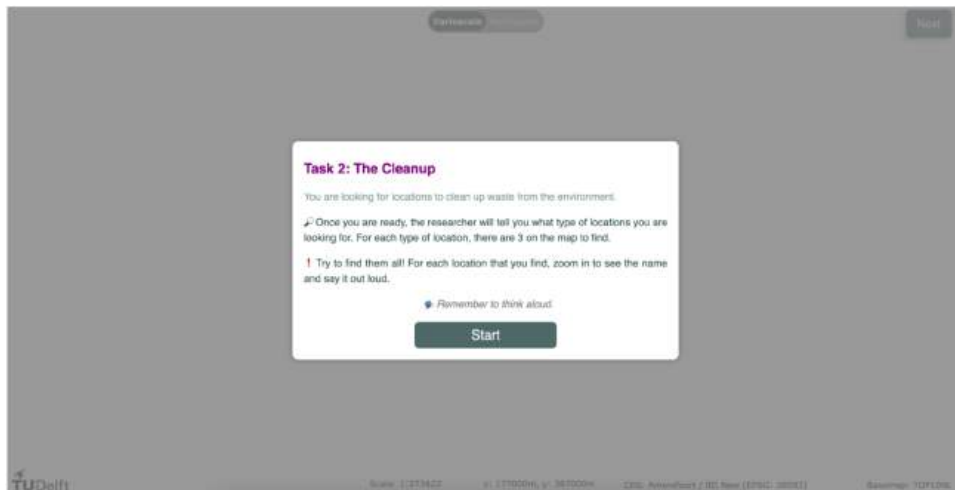 Next
Task 2: The Cleanup
You are looking for locations to clean up waste from the environment.
Once you are ready, the researcher will tell you what type of locations you are
looking for. For each type of location, there are 3 on the map to find.
! Try to find them all! For each location that you find, zoom in to see the name
and say it out loud.
Remember to think aloud.
Start
TUDelft
Scale: 1:373422